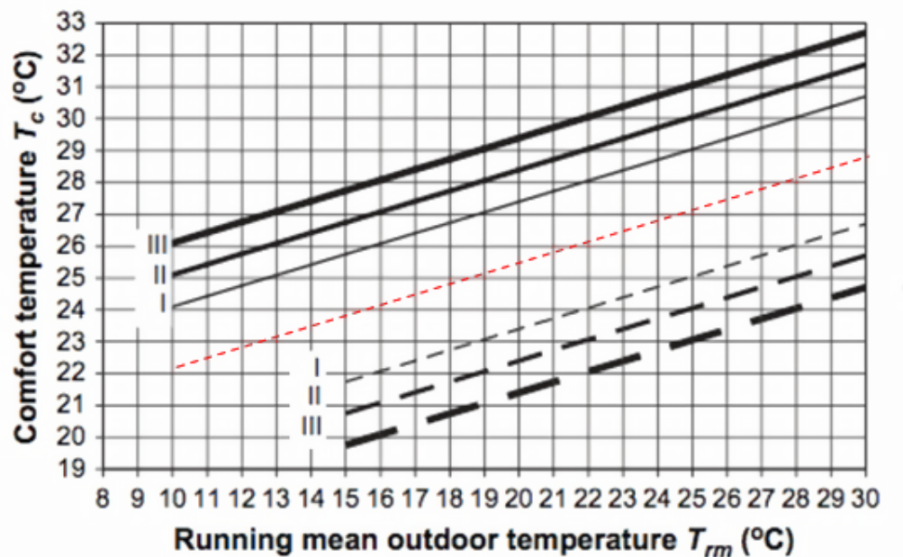 33
32
31
30
29
28
27
26
25
24
23
22
21
20
19
Comfort temperature Tc (°C)
III
II
I
I
II
III
8 9 10 11 12 13 14 15 16 17 18 19 20 21 22 23 24 25 26 27 28 29 30
Running mean outdoor temperature Trm (°C)